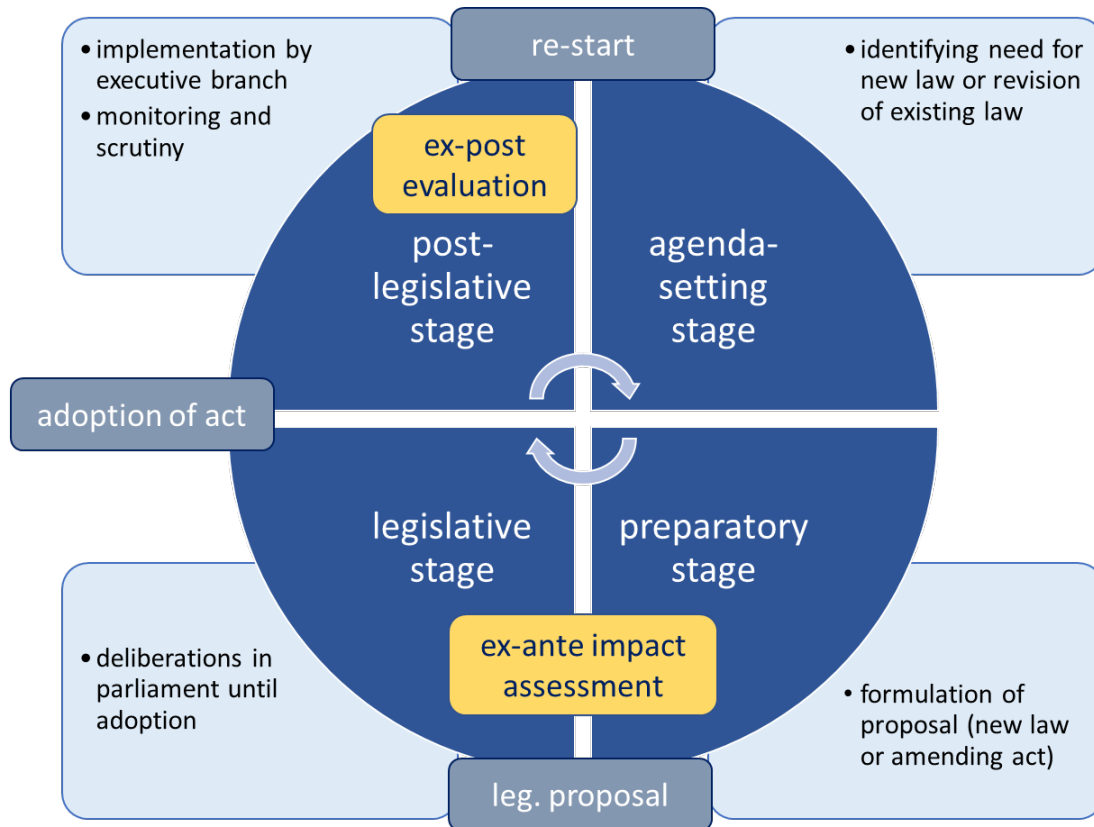 • implementation by
executive branch
• monitoring and
scrutiny
re-start
• identifying need for
new law or revision
of existing law
ex-post
evaluation
post-
legislative
stage
agenda-
setting
stage
adoption of act
legislative
stage
preparatory
stage
ex-ante impact
assessment
• deliberations in
parliament until
adoption
• formulation of
proposal (new law
or amending act)
leg. proposal